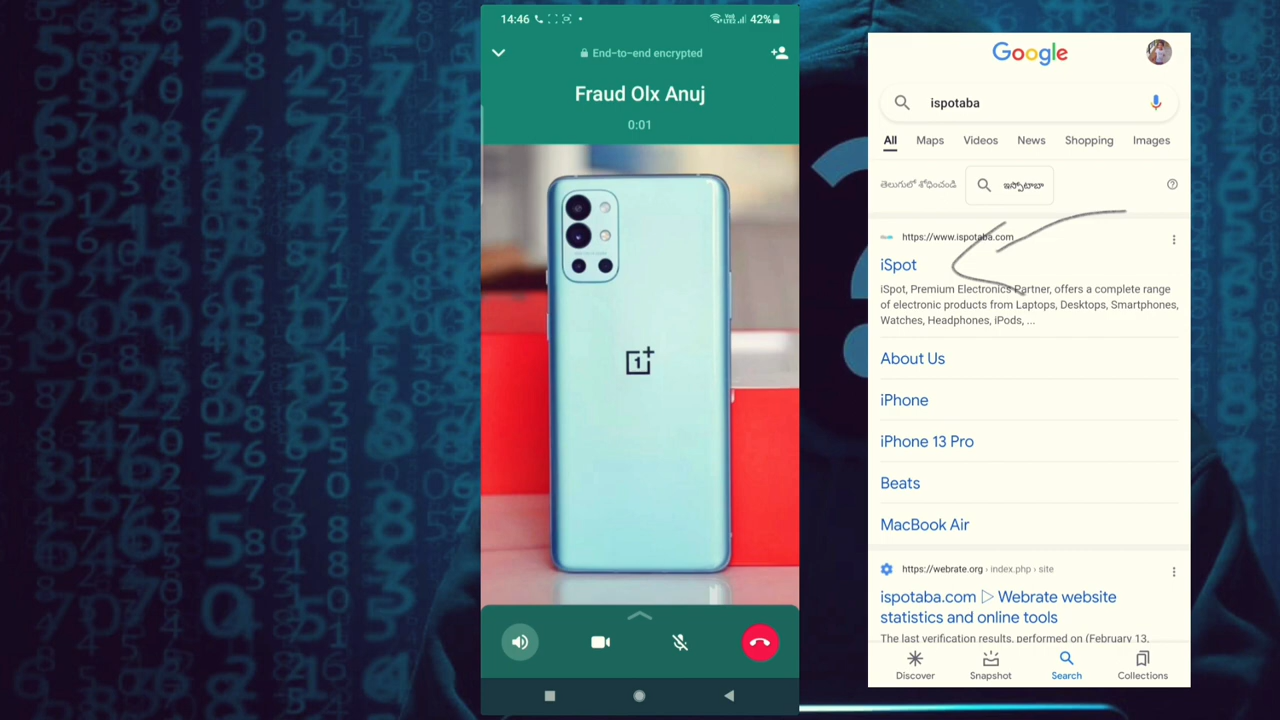 14:46
42%
End-to-end encrypted
Fraud Olx Anuj
0:01
Google
ispotaba
All Maps Videos News Shopping Images
తెలుగులో శోధించండి ఇస్పోటాబా
https://www.ispotaba.com
iSpot
iSpot, Premium Electronics Partner, offers a complete range
of electronic products from Laptops, Desktops, Smartphones,
Watches, Headphones, iPods, ...
About Us
iPhone
iPhone 13 Pro
Beats
MacBook Air
https://webrate.org › index.php › site
ispotaba.com ▷ Webrate website
statistics and online tools
The last verification results, performed on (February 13,
Discover Snapshot Search Collections